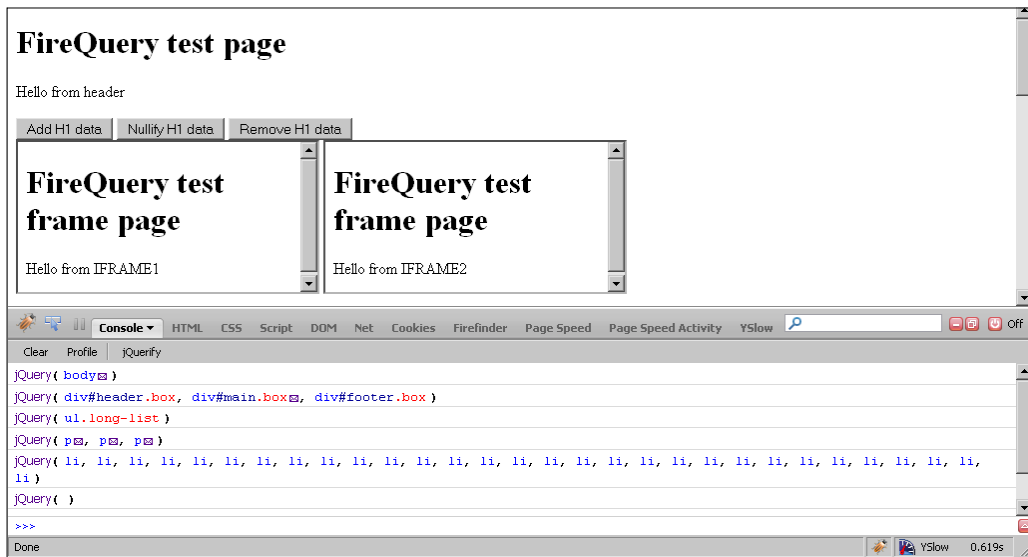 FireQuery test page
Hello from header
Add H1 data Nullify H1 data Remove H1 data
FireQuery test
frame page
Hello from IFRAME1
FireQuery test
frame page
Hello from IFRAME2
Console HTML CSS Script DOM Net Cookies Firefinder Page Speed Page Speed Activity YSlow Off
Clear Profile jQuerify
jQuery( body )
jQuery( div#header.box, div#main.box, div#footer.box )
jQuery( ul.long-list )
jQuery( p, p, p )
jQuery( li, li, li, li, li, li, li, li, li, li, li, li, li, li, li, li, li, li, li, li, li, li, li, li, li, li, li, li, li,
li )
jQuery( )
>>>
Done YSlow 0.619s